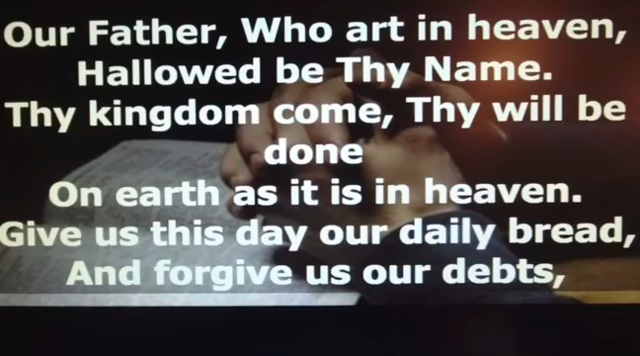 Our Father, Who art in heaven,
Hallowed be Thy Name.
Thy kingdom come, Thy will be
done
On earth as it is in heaven.
Give us this day our daily bread,
And forgive us our debts,